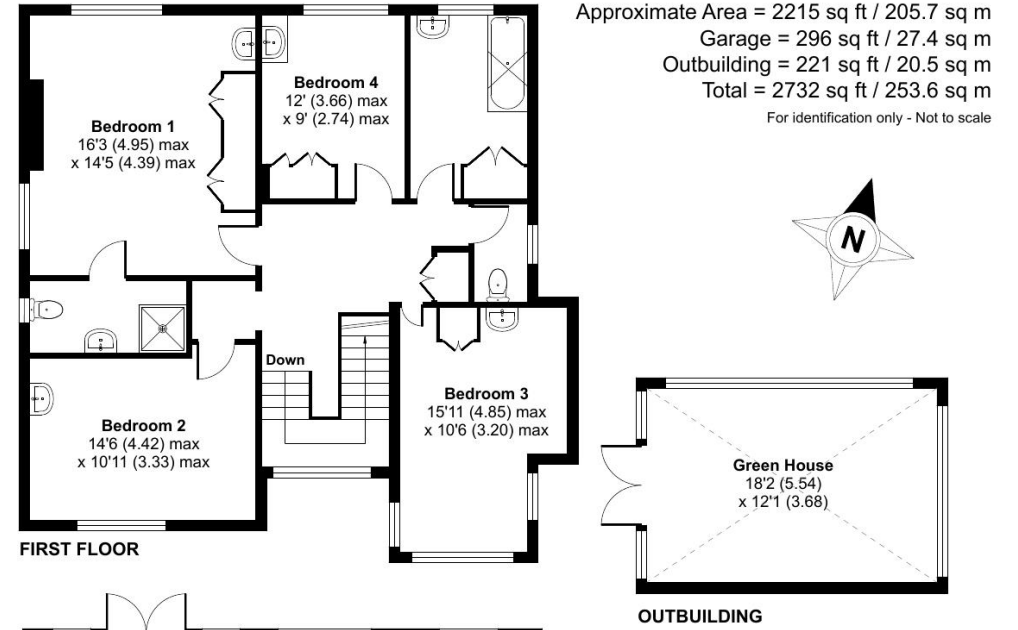 Approximate Area = 2215 sq ft / 205.7 sq m
Garage = 296 sq ft / 27.4 sq m
Outbuilding = 221 sq ft / 20.5 sq m
Total = 2732 sq ft / 253.6 sq m
For identification only - Not to scale
Bedroom 1
16'3 (4.95) max
x 14'5 (4.39) max
Bedroom 4
12' (3.66) max
x 9' (2.74) max
N
Down
Bedroom 3
15'11 (4.85) max
x 10'6 (3.20) max
Bedroom 2
14'6 (4.42) max
x 10'11 (3.33) max
Green House
18'2 (5.54)
x 12'1 (3.68)
FIRST FLOOR
OUTBUILDING